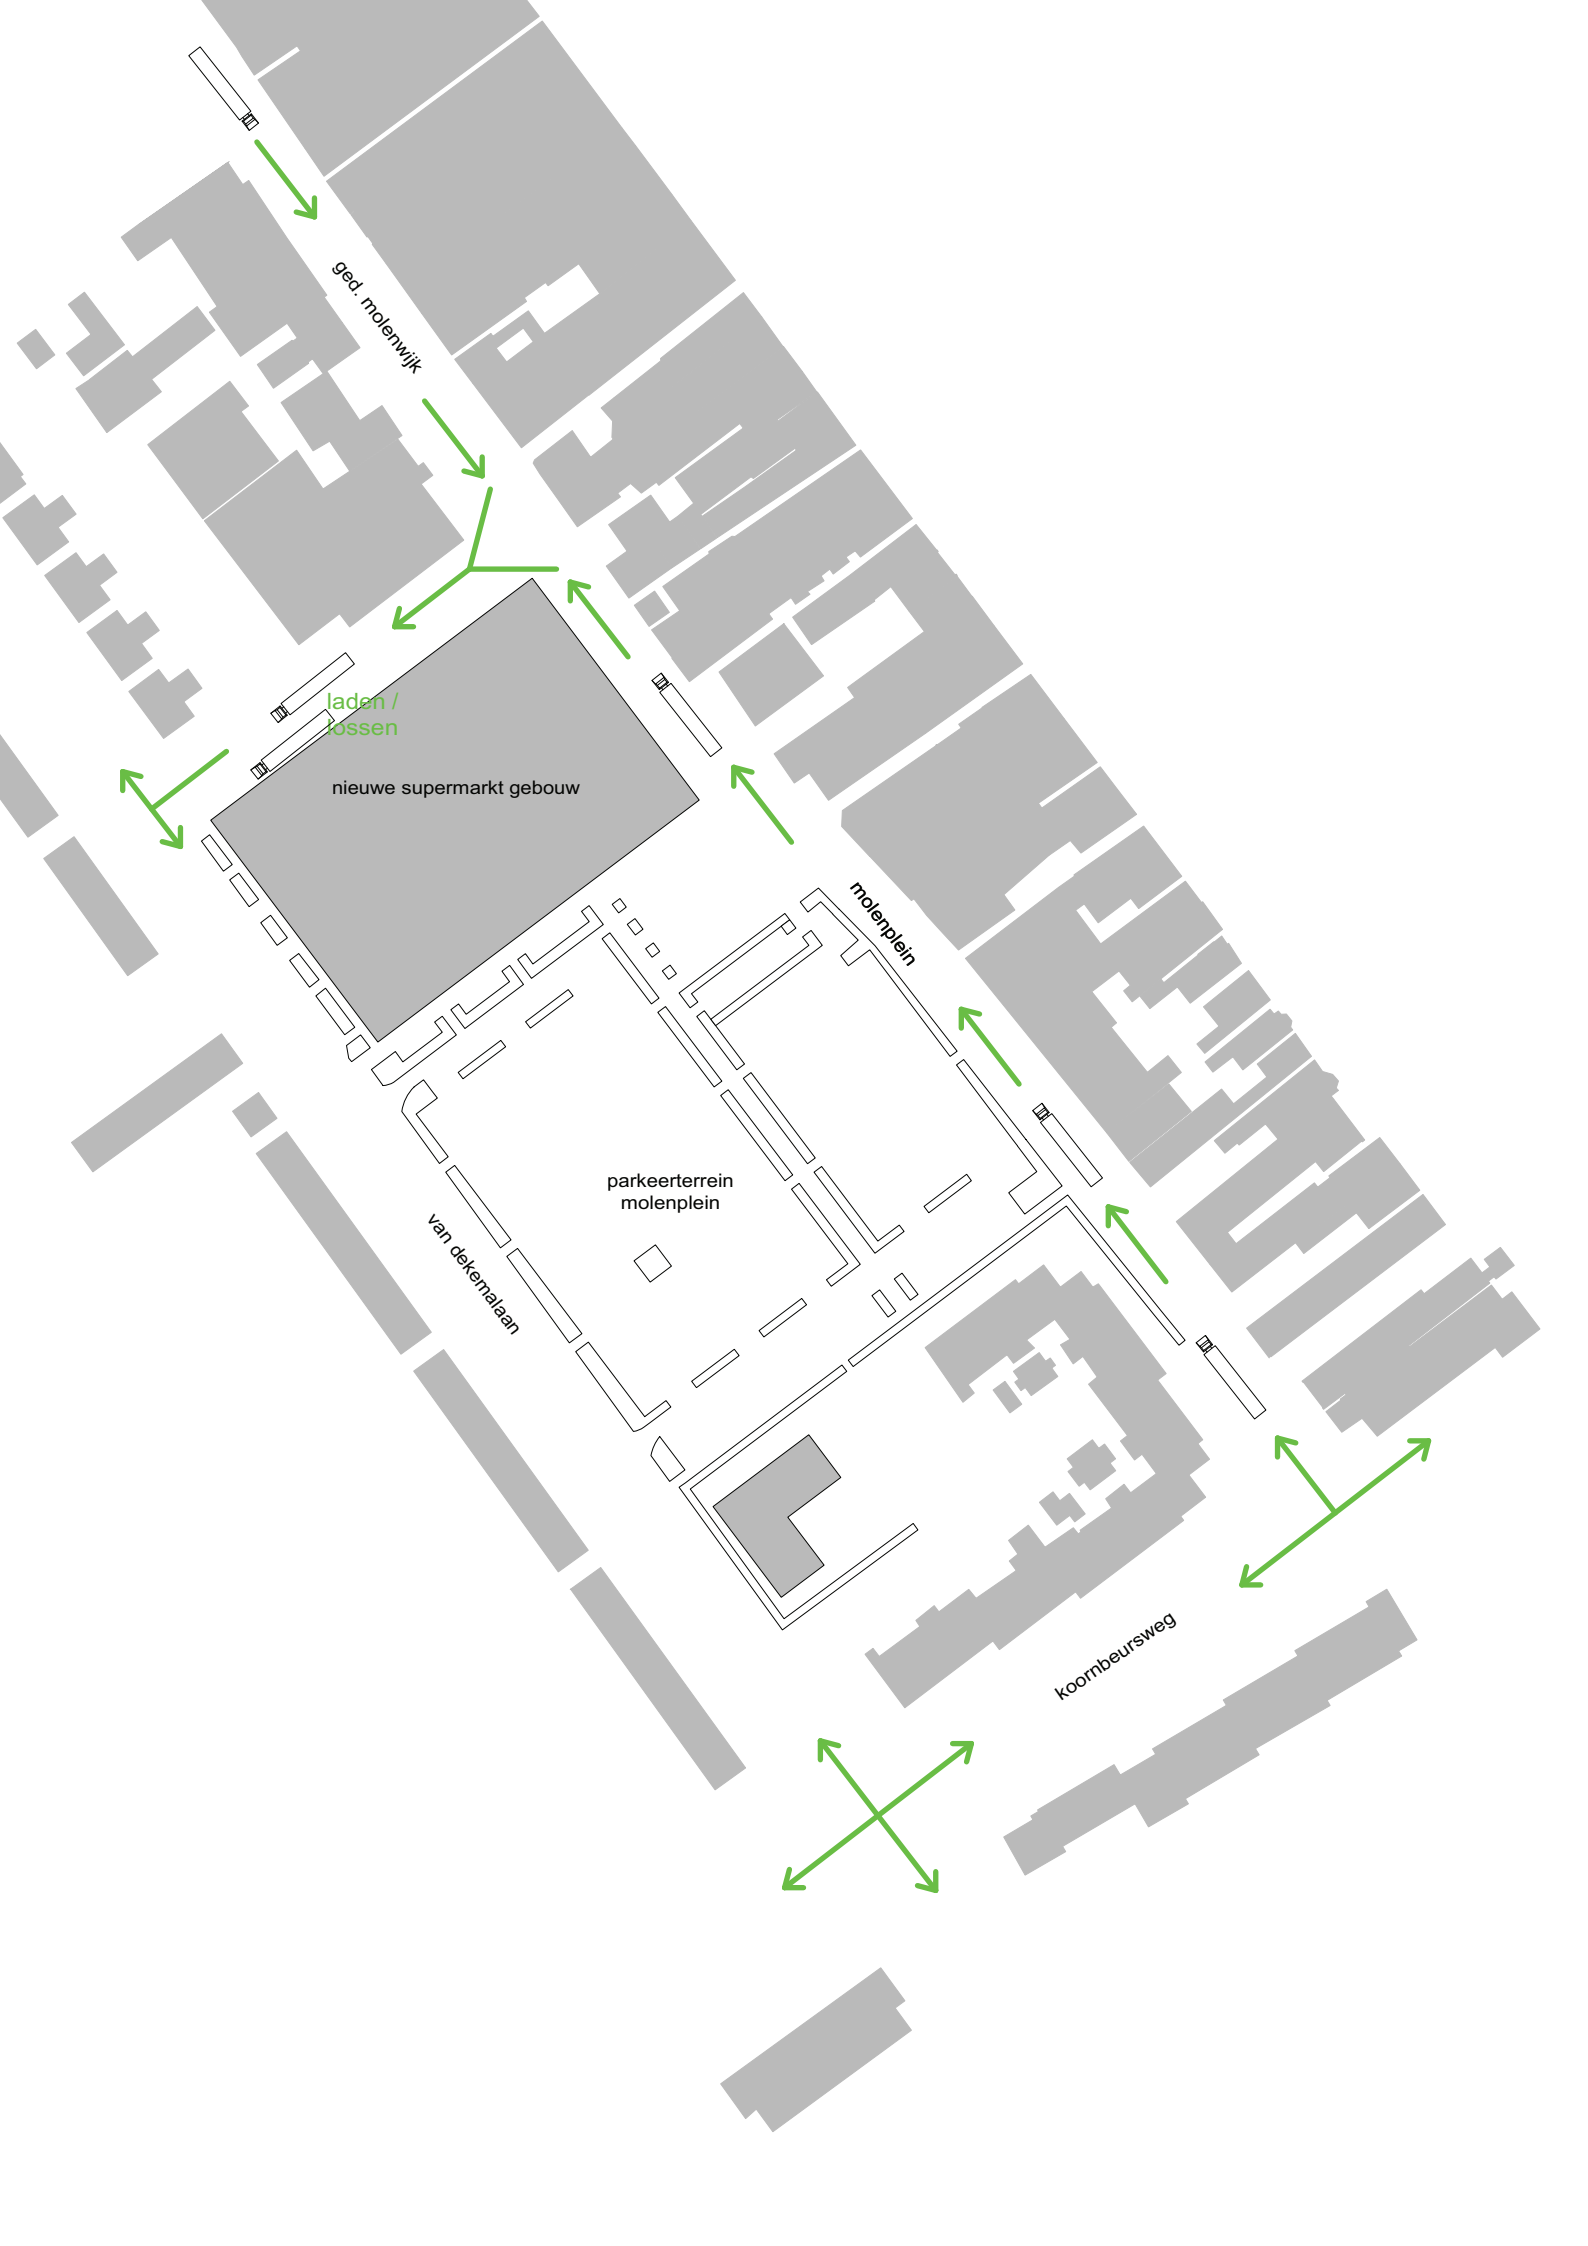 ged. molenwijk
laden /
lossen
nieuwe supermarkt gebouw
molenplein
parkeerterrein
molenplein
van dekemalaan
koornbeursweg